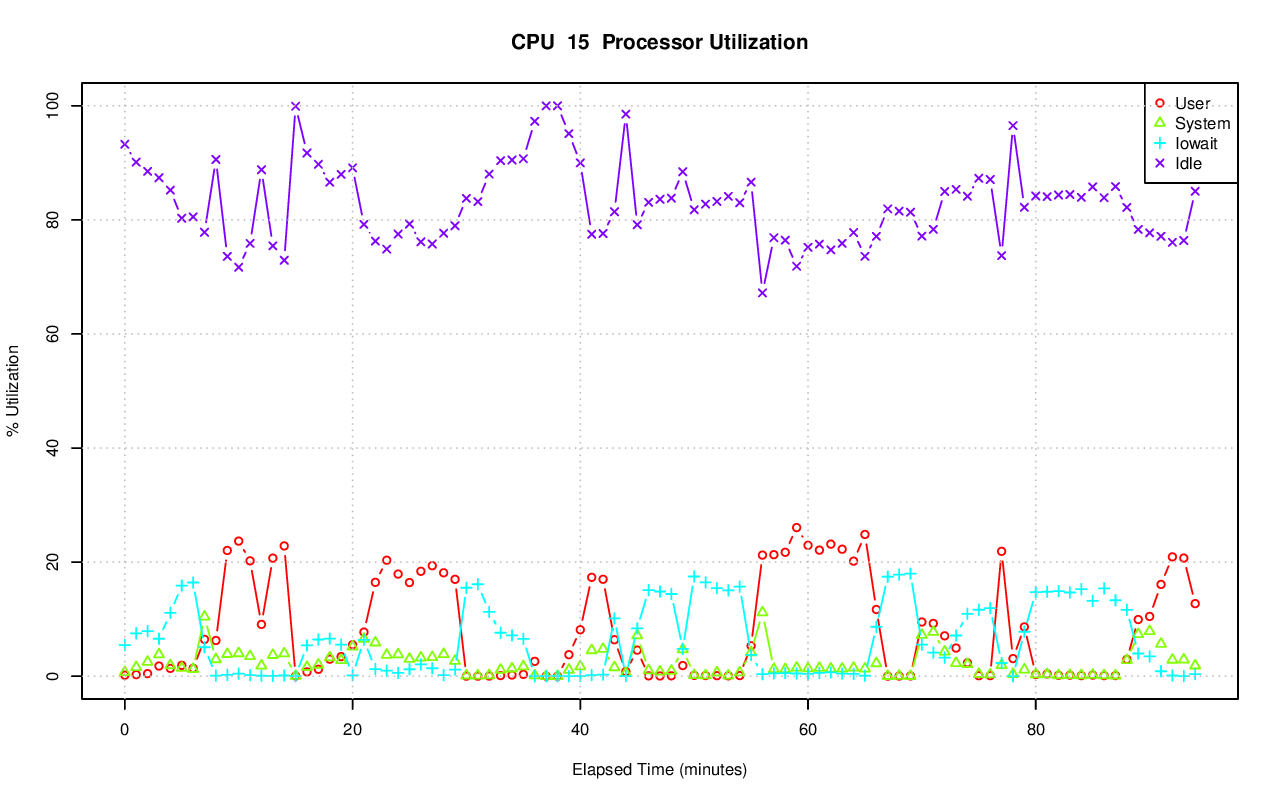 CPU  15  Processor Utilization
100
80
60
40
20
0
% Utilization
User
System
Iowait
Idle
0
20
40
60
80
Elapsed Time (minutes)